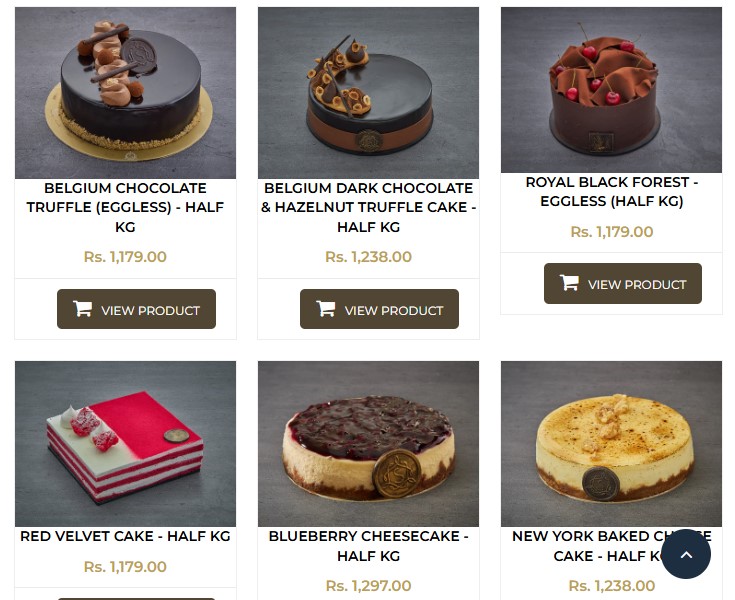 BELGIUM CHOCOLATE
TRUFFLE (EGGLESS) - HALF
KG
Rs. 1,179.00
VIEW PRODUCT
BELGIUM DARK CHOCOLATE
& HAZELNUT TRUFFLE CAKE -
HALF KG
Rs. 1,238.00
VIEW PRODUCT
ROYAL BLACK FOREST -
EGGLESS (HALF KG)
Rs. 1,179.00
VIEW PRODUCT
RED VELVET CAKE - HALF KG
Rs. 1,179.00
BLUEBERRY CHEESECAKE -
HALF KG
Rs. 1,297.00
NEW YORK BAKED
CAKE - HALF
Rs. 1,238.00